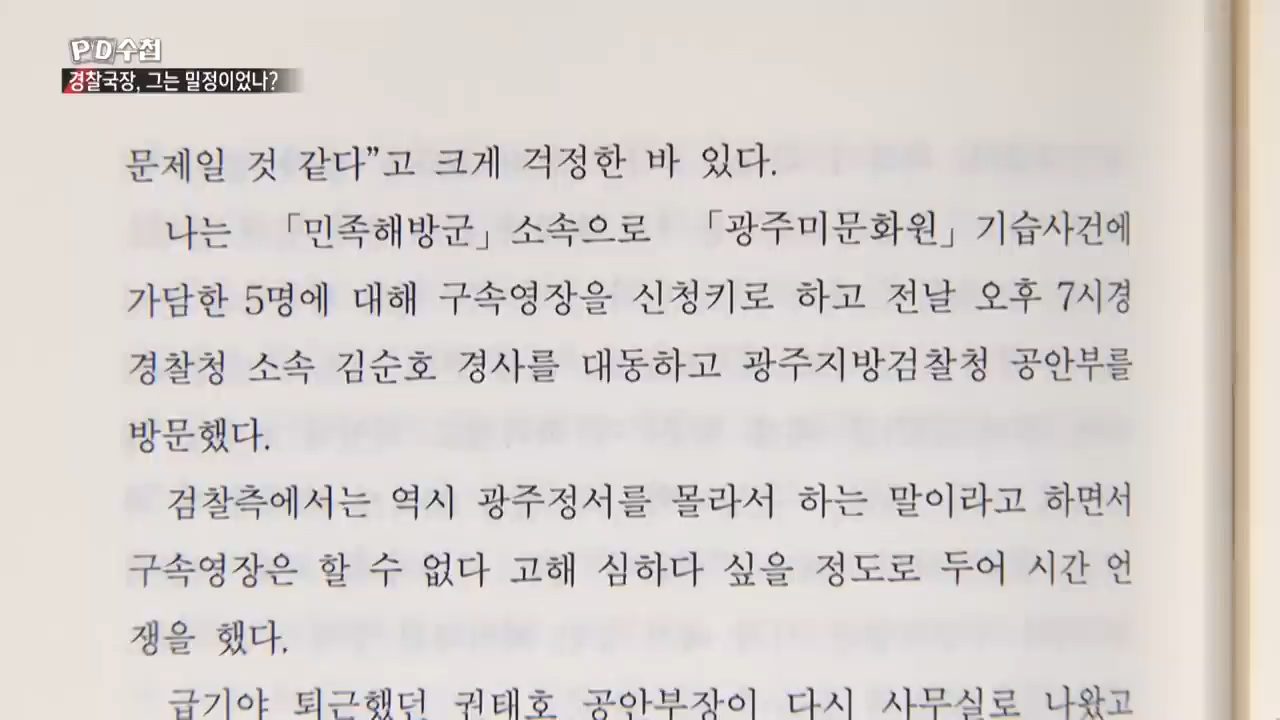 PD수첩
경찰국장, 그는 밀정이었나?
문제일 것 같다”고 크게 걱정한 바 있다.
나는 「민족해방군」소속으로 「광주미문화원」기습사건에
가담한 5명에 대해 구속영장을 신청키로 하고 전날 오후 7시경
경찰청 소속 김순호 경사를 대동하고 광주지방검찰청 공안부를
방문했다.
검찰측에서는 역시 광주정서를 몰라서 하는 말이라고 하면서
구속영장은 할 수 없다 고해 심하다 싶을 정도로 두어 시간 언
쟁을 했다.
급기야 퇴근했던 권태호 공안부장이 다시 사무실로 나왔고